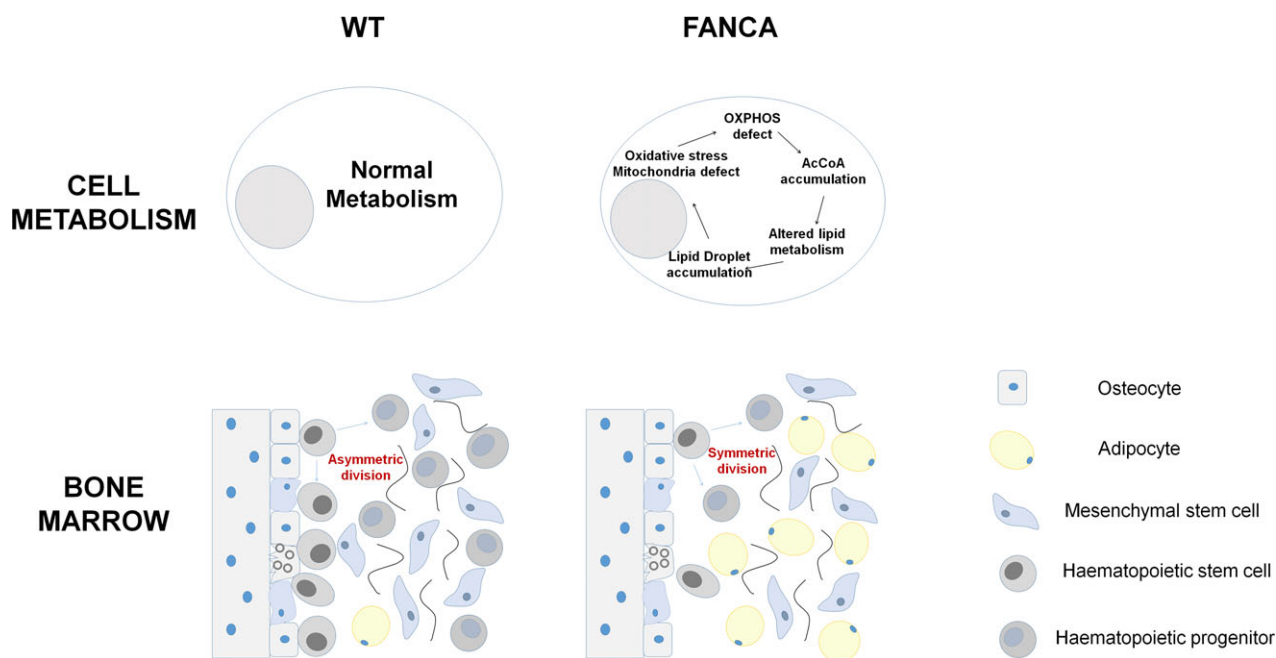 WT
FANCA
CELL
METABOLISM
Normal
Metabolism
OXPHOS
defect
Oxidative stress
Mitochondria defect
AcCoA
accumulation
Altered lipid
metabolism
Lipid Droplet
accumulation
BONE
MARROW
Asymmetric
division
Symmetric
division
Osteocyte
Adipocyte
Mesenchymal stem cell
Haematopoietic stem cell
Haematopoietic progenitor